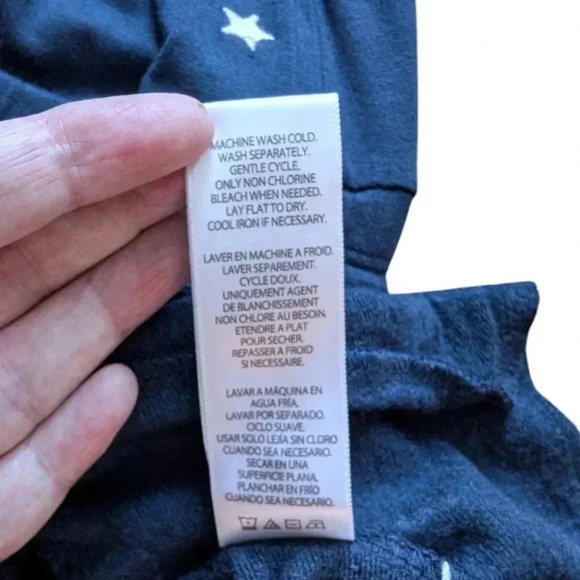 MACHINE WASH COLD.
WASH SEPARATELY.
GENTLE CYCLE.
ONLY NON CHLORINE
BLEACH WHEN NEEDED.
LAY FLAT TO DRY.
COOL IRON IF NECESSARY.
LAVER EN MACHINE A FROID.
LAVER SEPAREMENT.
CYCLE DOUX.
UNIQUEMENT AGENT
DE BLANCHISSEMENT
NON CHLORE AU BESOIN.
ETENDRE A PLAT
POUR SECHER.
REPASSER A FROID
SI NECESSAIRE.
LAVAR A MÁQUINA EN
AGUA FRÍA.
LAVAR POR SEPARADO.
CICLO SUAVE.
USAR SOLO LEJÍA SIN CLORO
CUANDO SEA NECESARIO.
SECAR EN UNA
SUPERFICIE PLANA.
PLANCHAR EN FRÍO
CUANDO SEA NECESARIO.